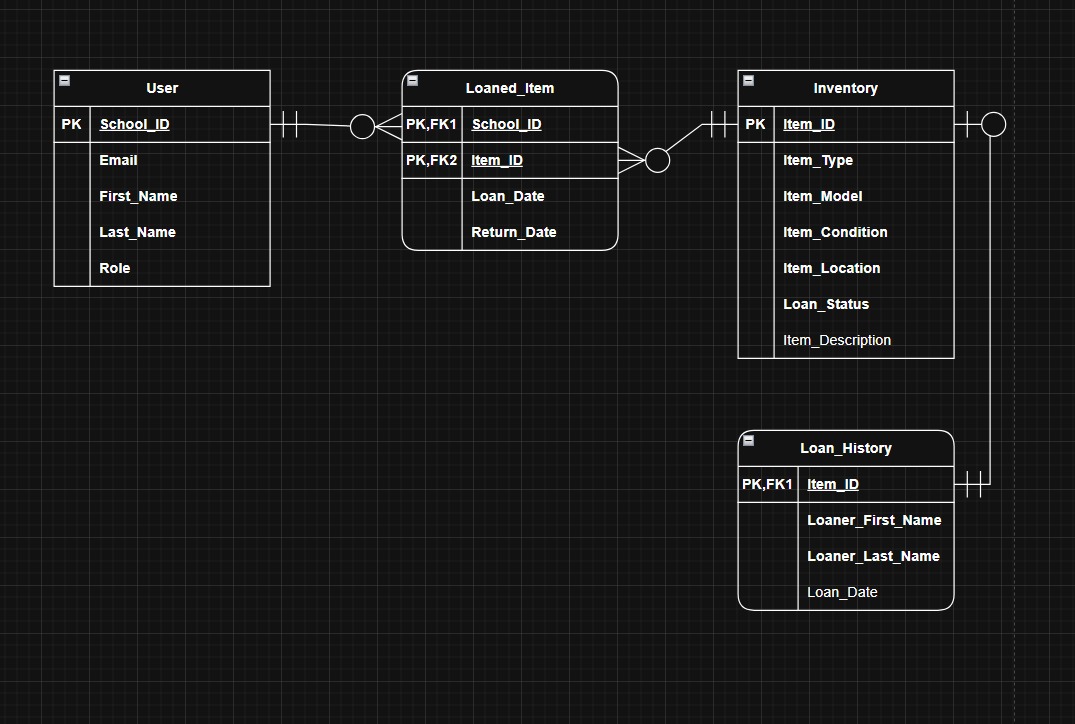 User
PK School_ID
Email
First_Name
Last_Name
Role
Loaned_Item
PK,FK1 School_ID
PK,FK2 Item_ID
Loan_Date
Return_Date
Inventory
PK Item_ID
Item_Type
Item_Model
Item_Condition
Item_Location
Loan_Status
Item_Description
Loan_History
PK,FK1 Item_ID
Loaner_First_Name
Loaner_Last_Name
Loan_Date